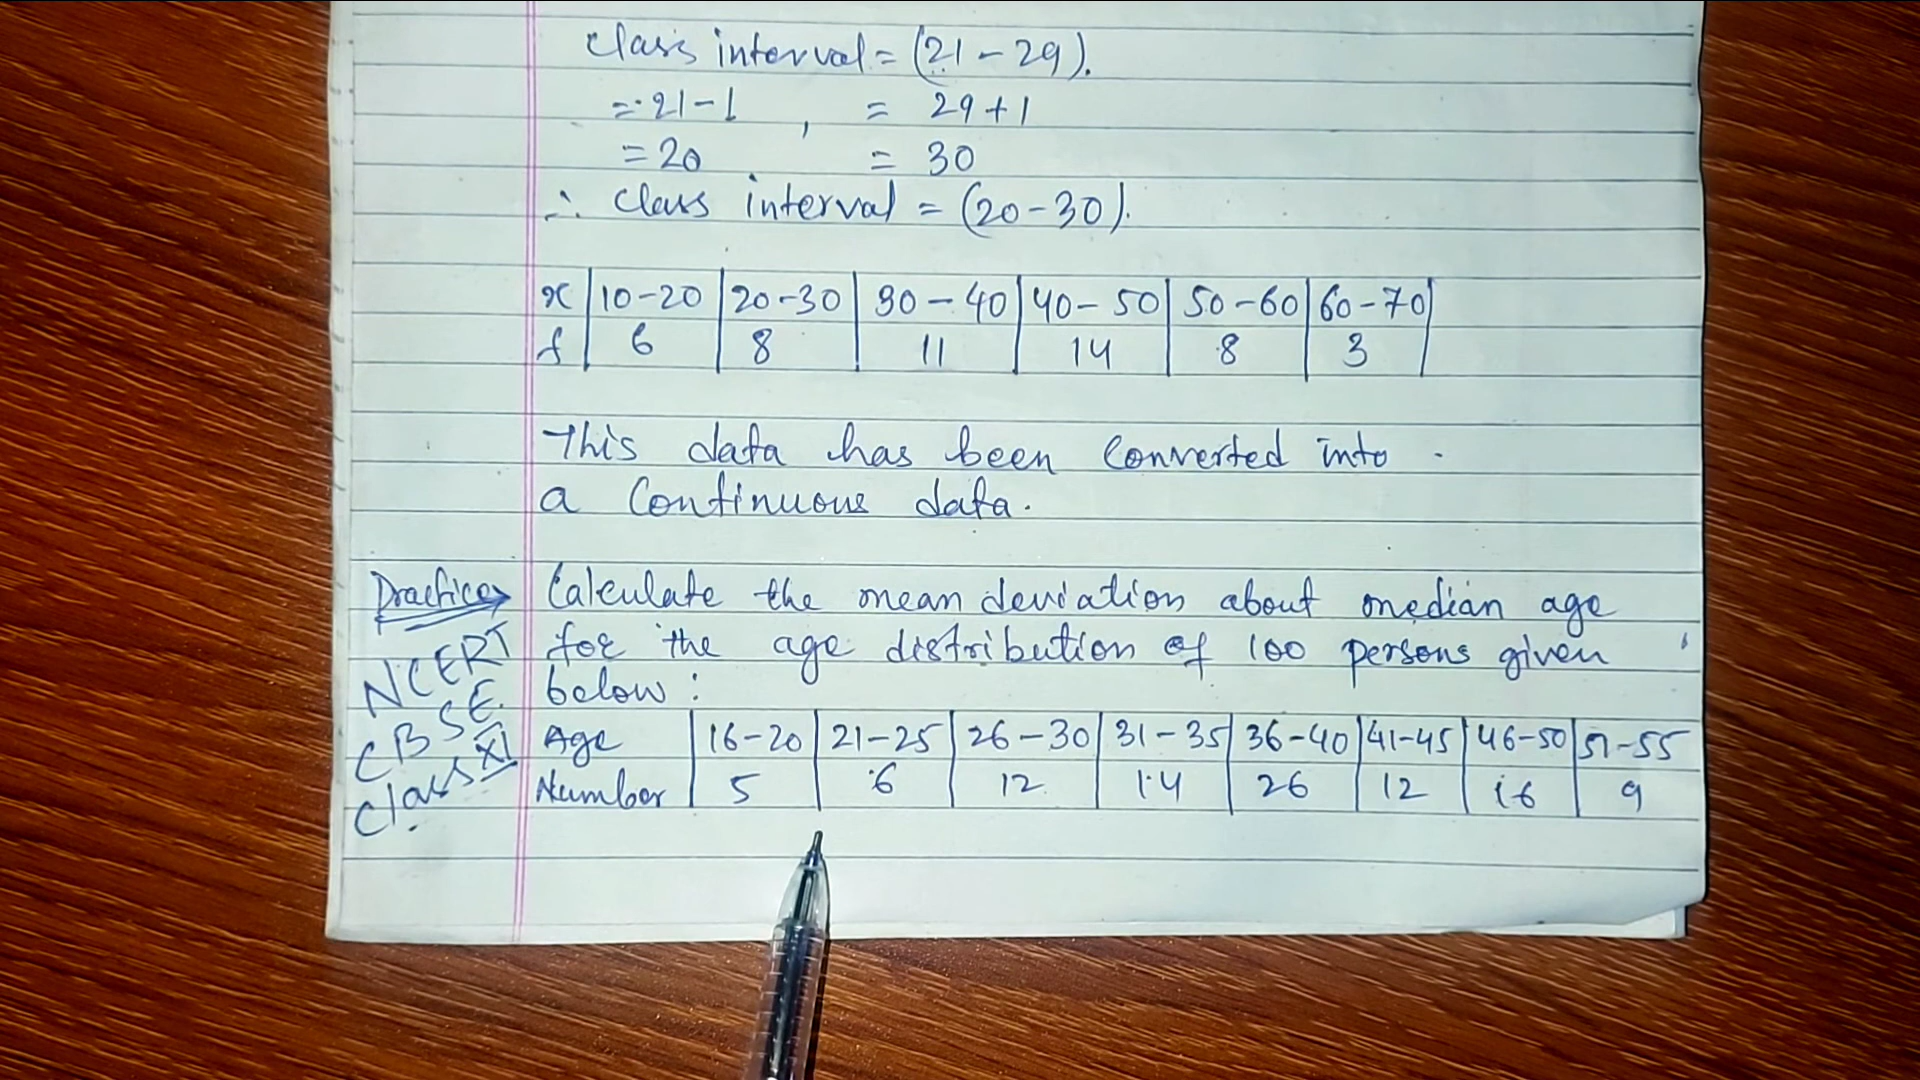 Class interval = (21 - 29).
= 21 - 1 , = 29 + 1
= 20 = 30
∴ Class interval = (20 - 30).
x 10-20 20-30 30-40 40-50 50-60 60-70
f 6 8 11 14 8 3
This data has been Converted into
a Continuous data.
Practice → Calculate the mean deviation about median age
for the age distribution of 100 persons given
below :
NCERT
CBSE
Class XI
Age 16-20 21-25 26-30 31-35 36-40 41-45 46-50 51-55
Number 5 6 12 14 26 12 16 9